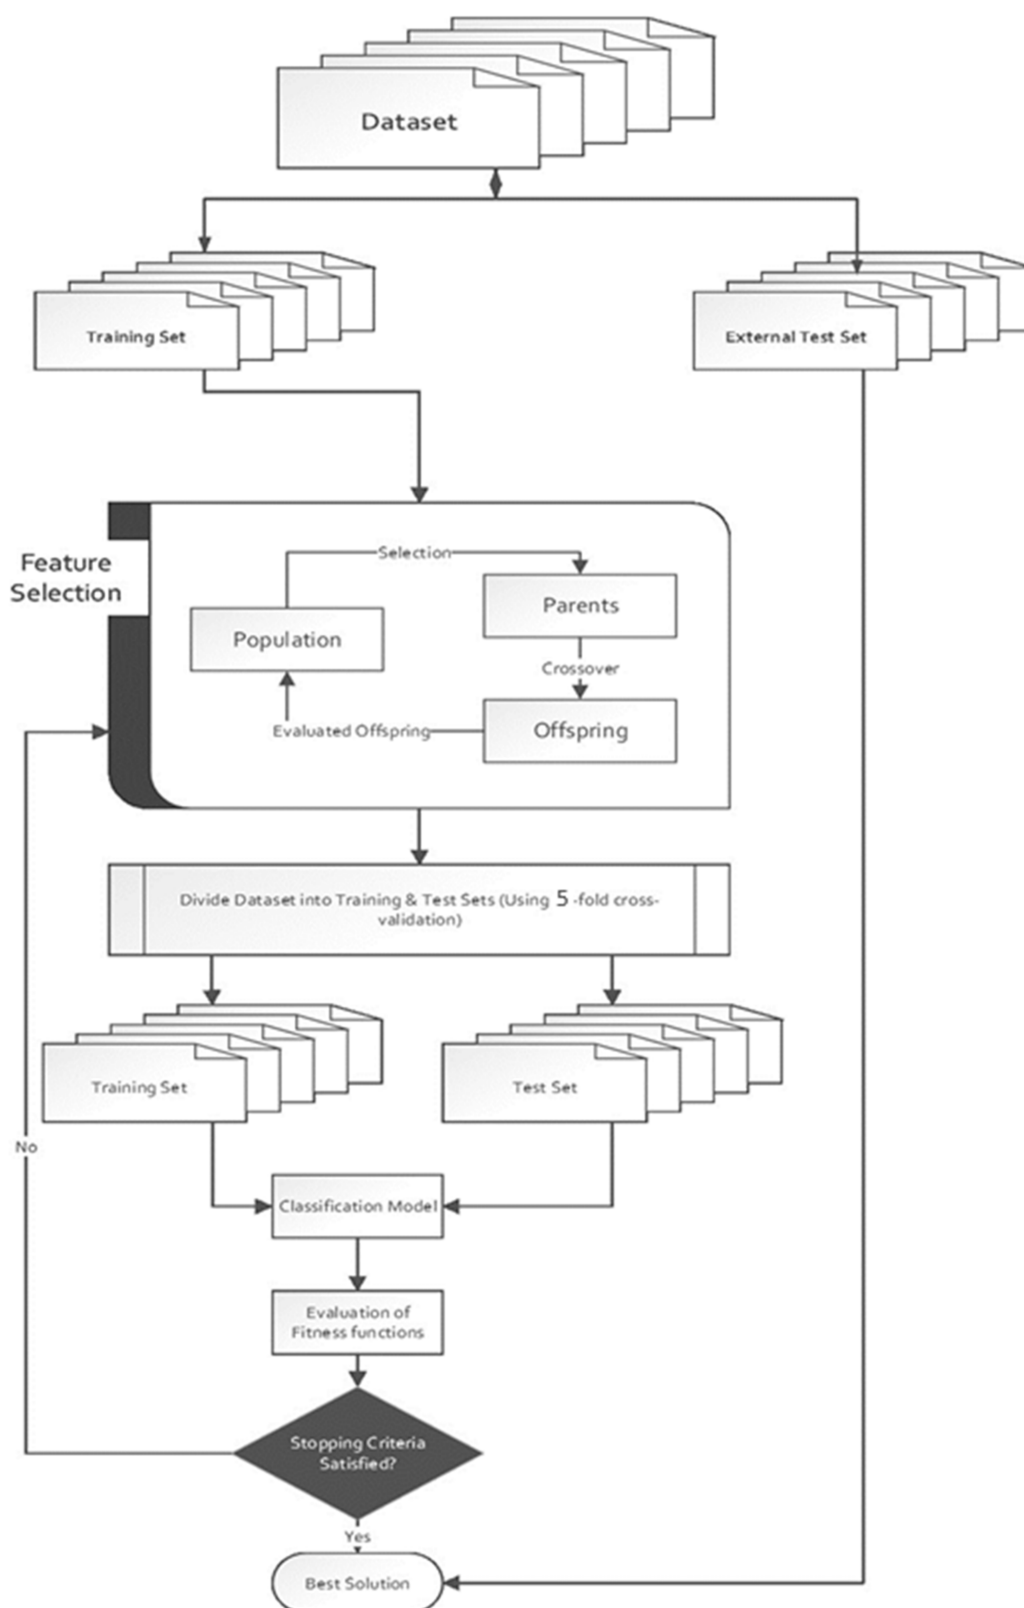 Dataset
Training Set
External Test Set
Feature
Selection
Selection
Parents
Population
Crossover
Evaluated Offspring
Offspring
Divide Dataset into Training & Test Sets (Using 5 -fold cross-
validation)
Training Set
Test Set
No
Classification Model
Evaluation of
Fitness functions
Stopping Criteria
Satisfied?
Yes
Best Solution